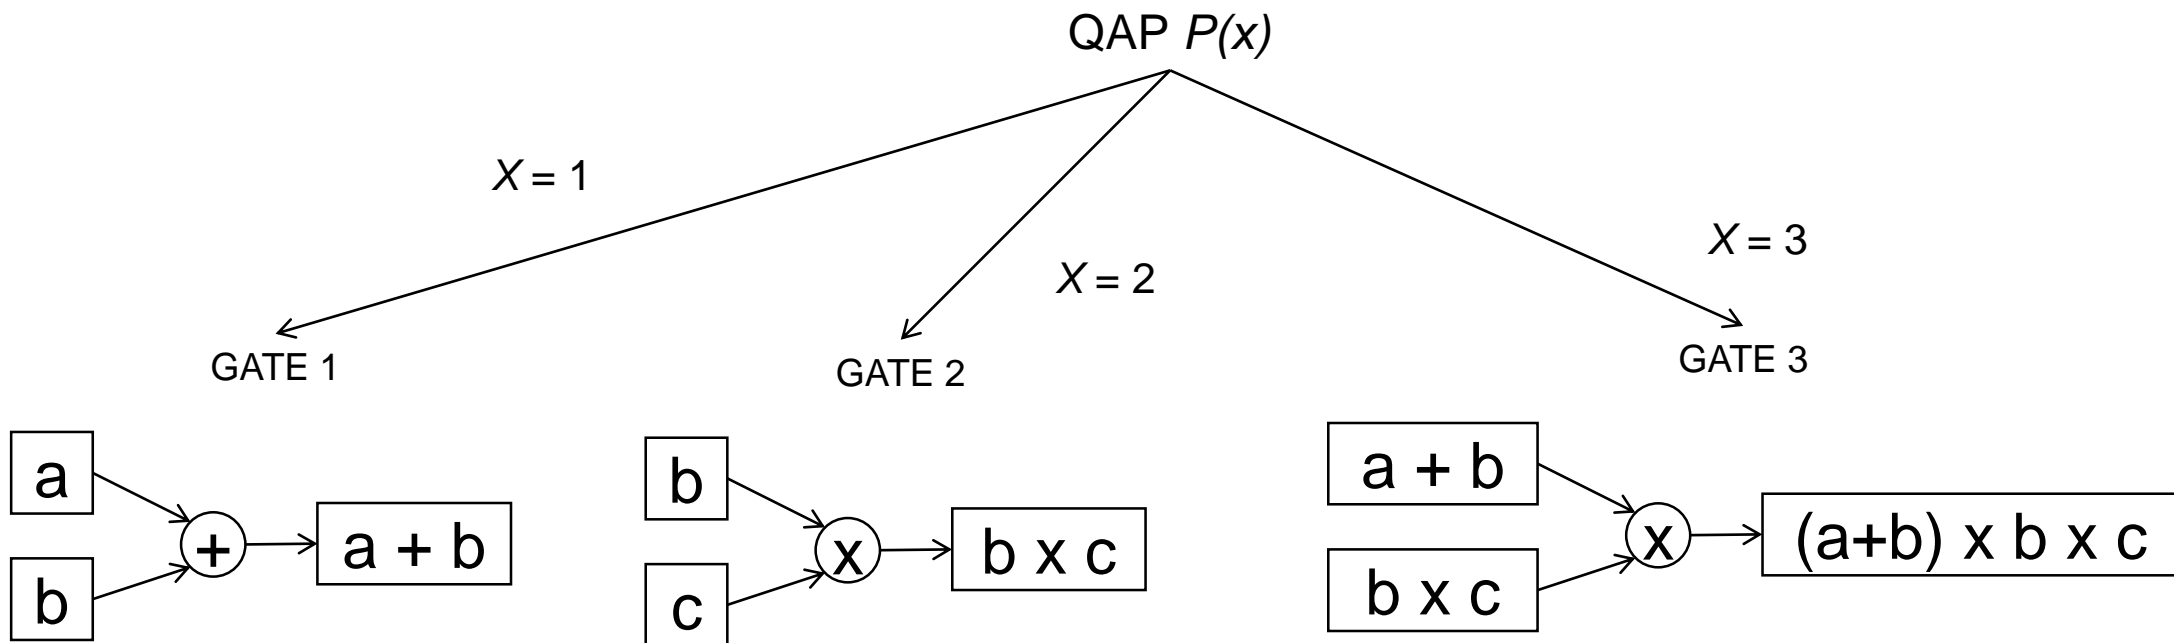 QAP P(x)
X = 1
X = 2
X = 3
GATE 1
GATE 2
GATE 3
a
b
+
a + b
b
c
x
b x c
a + b
b x c
x
(a+b) x b x c